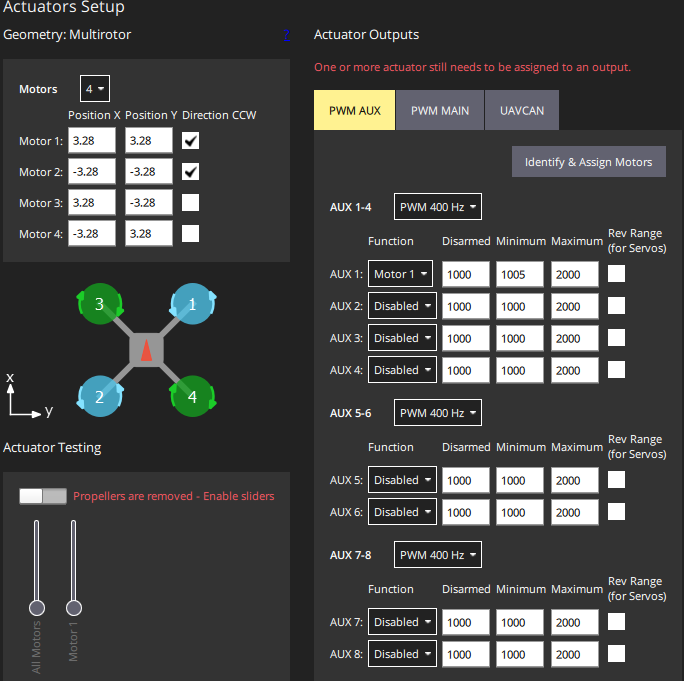 Actuators Setup
Geometry: Multirotor ?
Motors 4
Position X Position Y Direction CCW
Motor 1: 3.28 3.28
Motor 2: -3.28 -3.28
Motor 3: 3.28 -3.28
Motor 4: -3.28 3.28
3 1
2 4
x
y
Actuator Testing
Propellers are removed - Enable sliders
All Motors
Motor 1
Actuator Outputs
One or more actuator still needs to be assigned to an output.
PWM AUX PWM MAIN UAVCAN
Identify & Assign Motors
AUX 1-4 PWM 400 Hz
Function Disarmed Minimum Maximum Rev Range
(for Servos)
AUX 1: Motor 1 1000 1005 2000
AUX 2: Disabled 1000 1000 2000
AUX 3: Disabled 1000 1000 2000
AUX 4: Disabled 1000 1000 2000
AUX 5-6 PWM 400 Hz
Function Disarmed Minimum Maximum Rev Range
(for Servos)
AUX 5: Disabled 1000 1000 2000
AUX 6: Disabled 1000 1000 2000
AUX 7-8 PWM 400 Hz
Function Disarmed Minimum Maximum Rev Range
(for Servos)
AUX 7: Disabled 1000 1000 2000
AUX 8: Disabled 1000 1000 2000